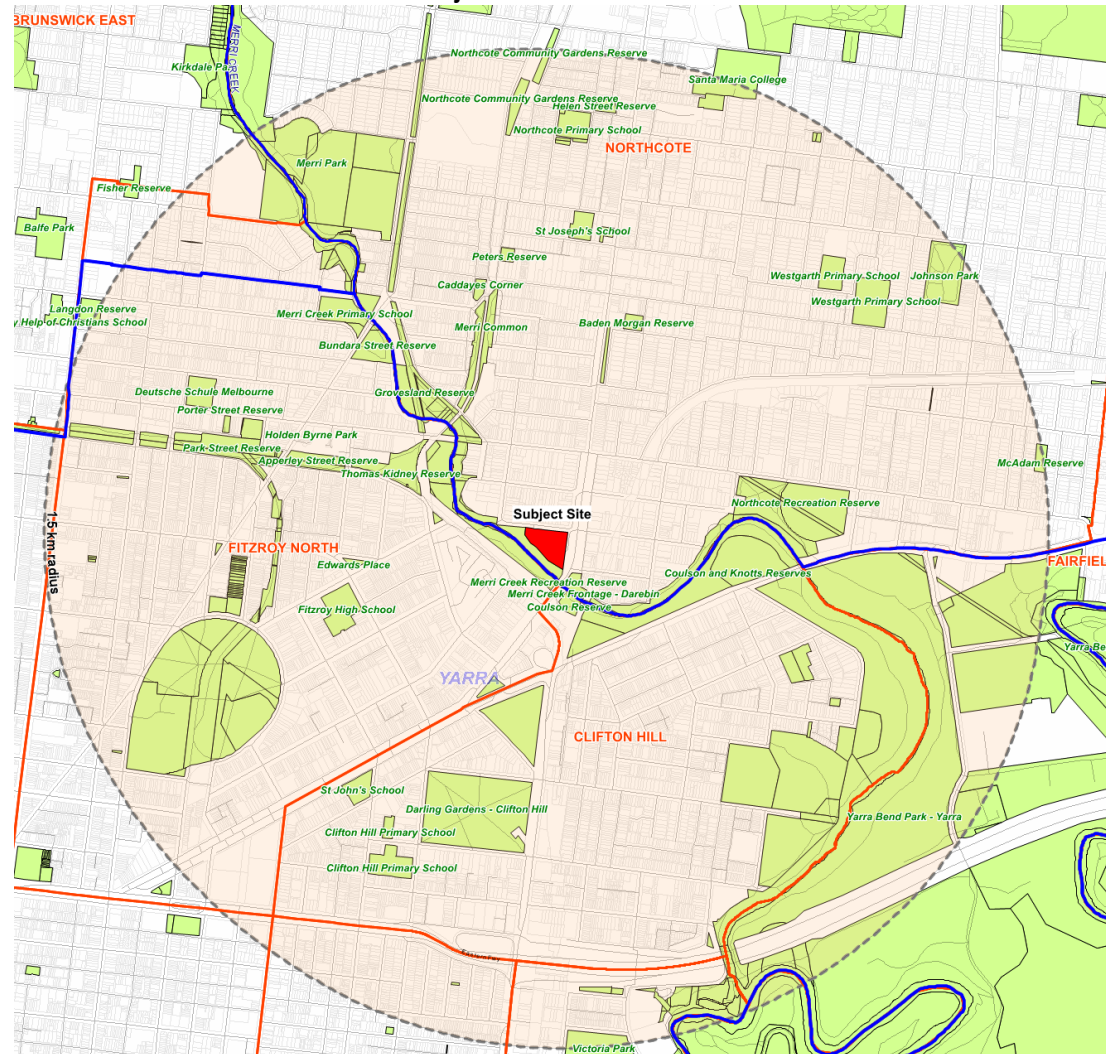 BRUNSWICK EAST
MERRI CREEK
Northcote Community Gardens Reserve
Kirkdale Pa
Santa Maria College
Northcote Community Gardens Reserve
Helen Street Reserve
Northcote Primary School
NORTHCOTE
Merri Park
Fisher Reserve
Balfe Park
St Joseph's School
Peters Reserve
Westgarth Primary School
Johnson Park
Caddayes Corner
Westgarth Primary School
Langdon Reserve
Merri Creek Primary School
y Help of Christians School
Merri Common
Baden Morgan Reserve
Bundara Street Reserve
Deutsche Schule Melbourne
Grovesland Reserve
Porter Street Reserve
Holden Byrne Park
Park Street Reserve
Apperley Street Reserve
Thomas Kidney Reserve
McAdam Reserve
Northcote Recreation Reserve
Subject Site
1.5 km radius
FITZROY NORTH
Edwards Place
FAIRFIEL
Coulson and Knotts Reserves
Merri Creek Recreation Reserve
Merri Creek Frontage - Darebin
Coulson Reserve
Fitzroy High School
Yarra Be
YARRA
CLIFTON HILL
St John's School
Darling Gardens - Clifton Hill
Yarra Bend Park - Yarra
Clifton Hill Primary School
Clifton Hill Primary School
Eastern Fwy
Victoria Park